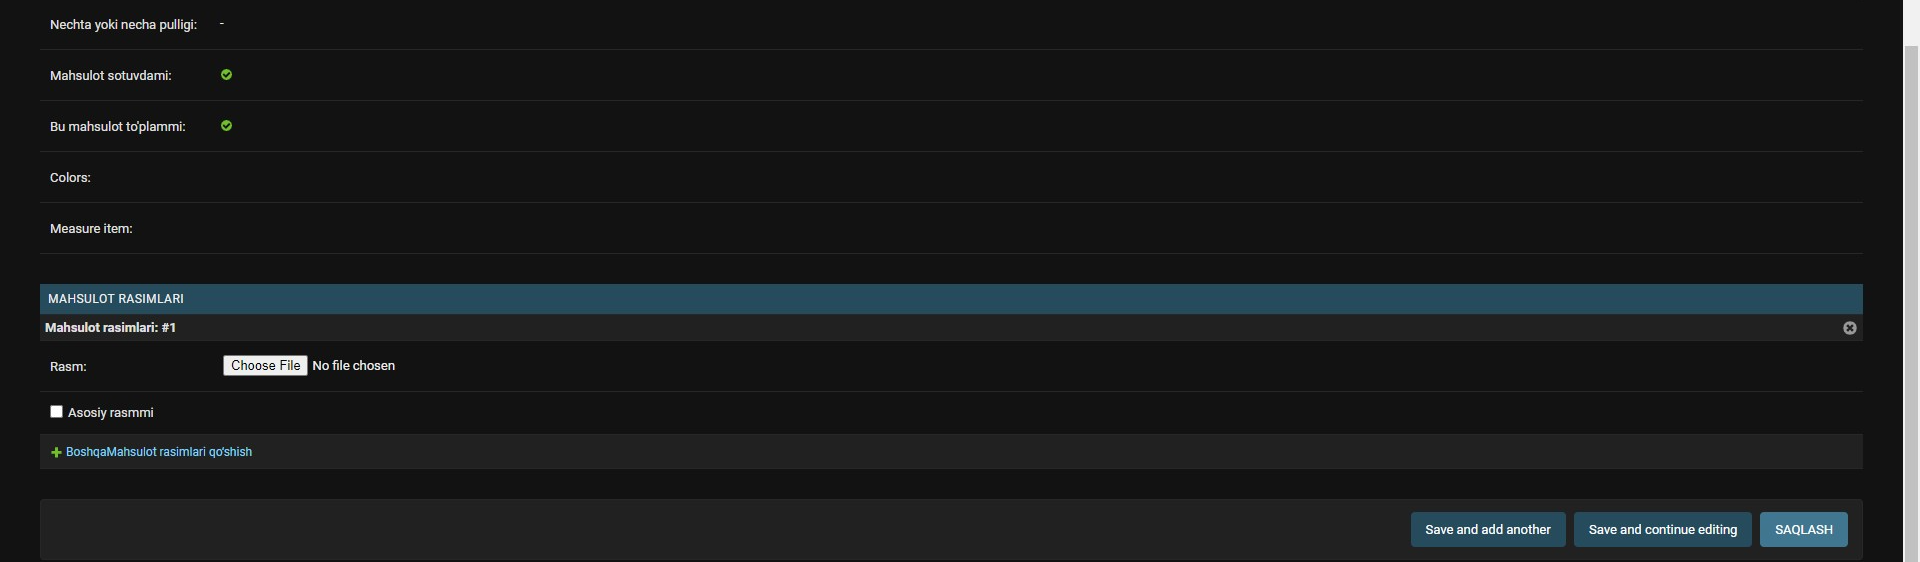 Nechta yoki necha pulligi: -
Mahsulot sotuvdami:
Bu mahsulot to'plammi:
Colors:
Measure item:
MAHSULOT RASIMLARI
Mahsulot rasimlari: #1
Rasm: Choose File No file chosen
Asosiy rasmmi
BoshqaMahsulot rasimlari qo‘shish
Save and add another Save and continue editing SAQLASH